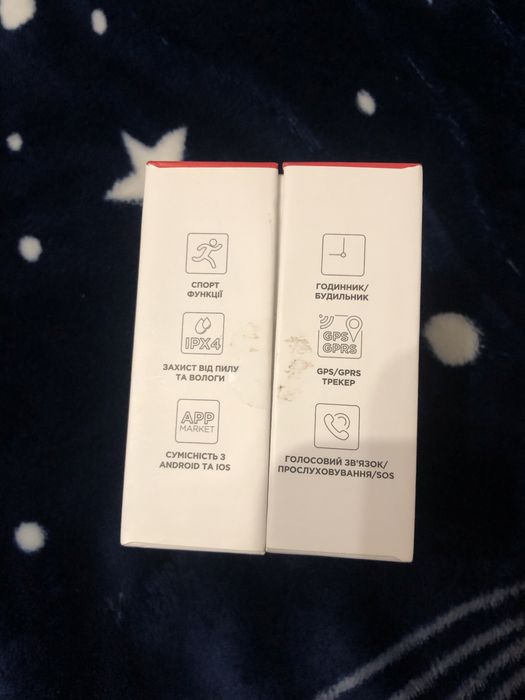 СПОРТ
ФУНКЦІЇ
IPX4
ЗАХИСТ ВІД ПИЛУ
ТА ВОЛОГИ
APP
MARKET
СУМІСНІСТЬ З
ANDROID ТА IOS
ГОДИННИК/
БУДИЛЬНИК
GPS
GPRS
GPS/GPRS
ТРЕКЕР
ГОЛОСОВИЙ ЗВ'ЯЗОК/
ПРОСЛУХОВУВАННЯ/SOS